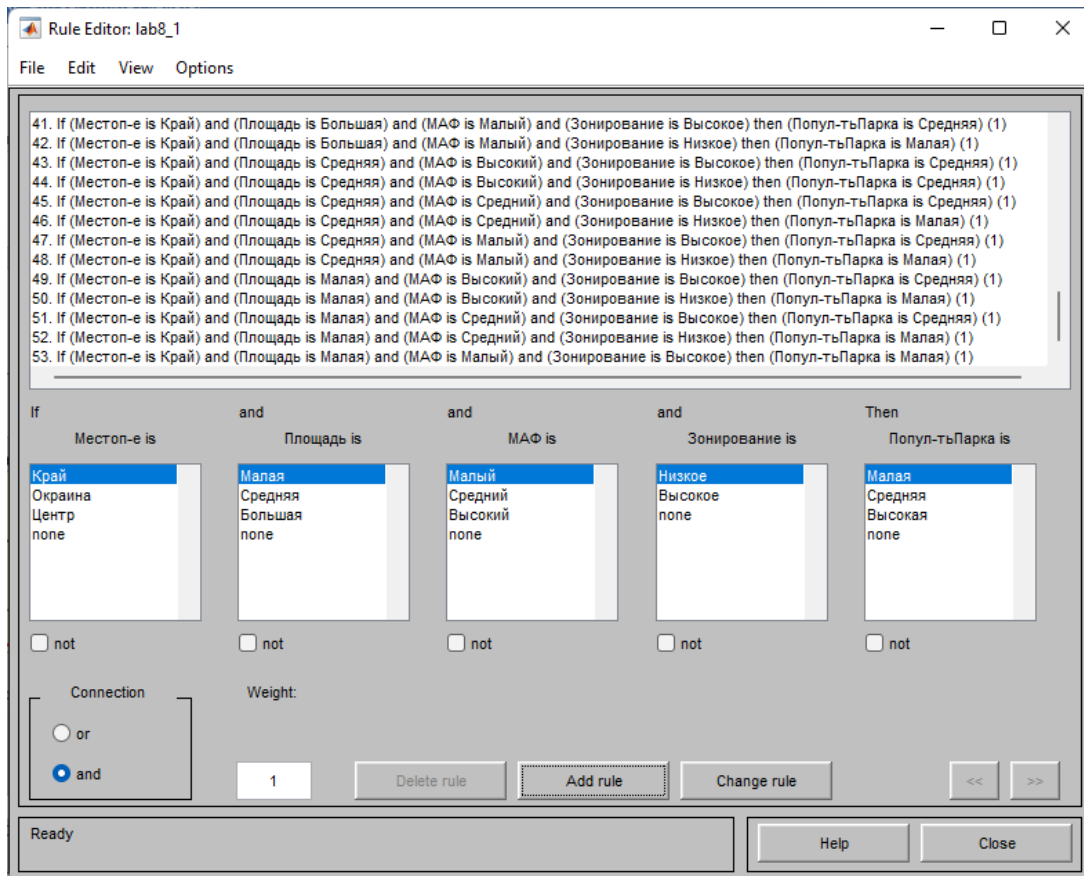 Rule Editor: lab8_1
File Edit View Options
41. If (Местоп-е is Край) and (Площадь is Большая) and (МАФ is Малый) and (Зонирование is Высокое) then (Попул-тьПарка is Средняя) (1)
42. If (Местоп-е is Край) and (Площадь is Большая) and (МАФ is Малый) and (Зонирование is Низкое) then (Попул-тьПарка is Малая) (1)
43. If (Местоп-е is Край) and (Площадь is Средняя) and (МАФ is Высокий) and (Зонирование is Высокое) then (Попул-тьПарка is Средняя) (1)
44. If (Местоп-е is Край) and (Площадь is Средняя) and (МАФ is Высокий) and (Зонирование is Низкое) then (Попул-тьПарка is Средняя) (1)
45. If (Местоп-е is Край) and (Площадь is Средняя) and (МАФ is Средний) and (Зонирование is Высокое) then (Попул-тьПарка is Средняя) (1)
46. If (Местоп-е is Край) and (Площадь is Средняя) and (МАФ is Средний) and (Зонирование is Низкое) then (Попул-тьПарка is Малая) (1)
47. If (Местоп-е is Край) and (Площадь is Средняя) and (МАФ is Малый) and (Зонирование is Высокое) then (Попул-тьПарка is Средняя) (1)
48. If (Местоп-е is Край) and (Площадь is Средняя) and (МАФ is Малый) and (Зонирование is Низкое) then (Попул-тьПарка is Малая) (1)
49. If (Местоп-е is Край) and (Площадь is Малая) and (МАФ is Высокий) and (Зонирование is Высокое) then (Попул-тьПарка is Средняя) (1)
50. If (Местоп-е is Край) and (Площадь is Малая) and (МАФ is Высокий) and (Зонирование is Низкое) then (Попул-тьПарка is Малая) (1)
51. If (Местоп-е is Край) and (Площадь is Малая) and (МАФ is Средний) and (Зонирование is Высокое) then (Попул-тьПарка is Средняя) (1)
52. If (Местоп-е is Край) and (Площадь is Малая) and (МАФ is Средний) and (Зонирование is Низкое) then (Попул-тьПарка is Малая) (1)
53. If (Местоп-е is Край) and (Площадь is Малая) and (МАФ is Малый) and (Зонирование is Высокое) then (Попул-тьПарка is Малая) (1)
If and and and Then
Местоп-е is Площадь is МАФ is Зонирование is Попул-тьПарка is
Край Малая Малый Низкое Малая
Окраина Средняя Средний Высокое Средняя
Центр Большая Высокий none Высокая
none none none none
not not not not not
Connection Weight:
or
and 1 Delete rule Add rule Change rule << >>
Ready Help Close